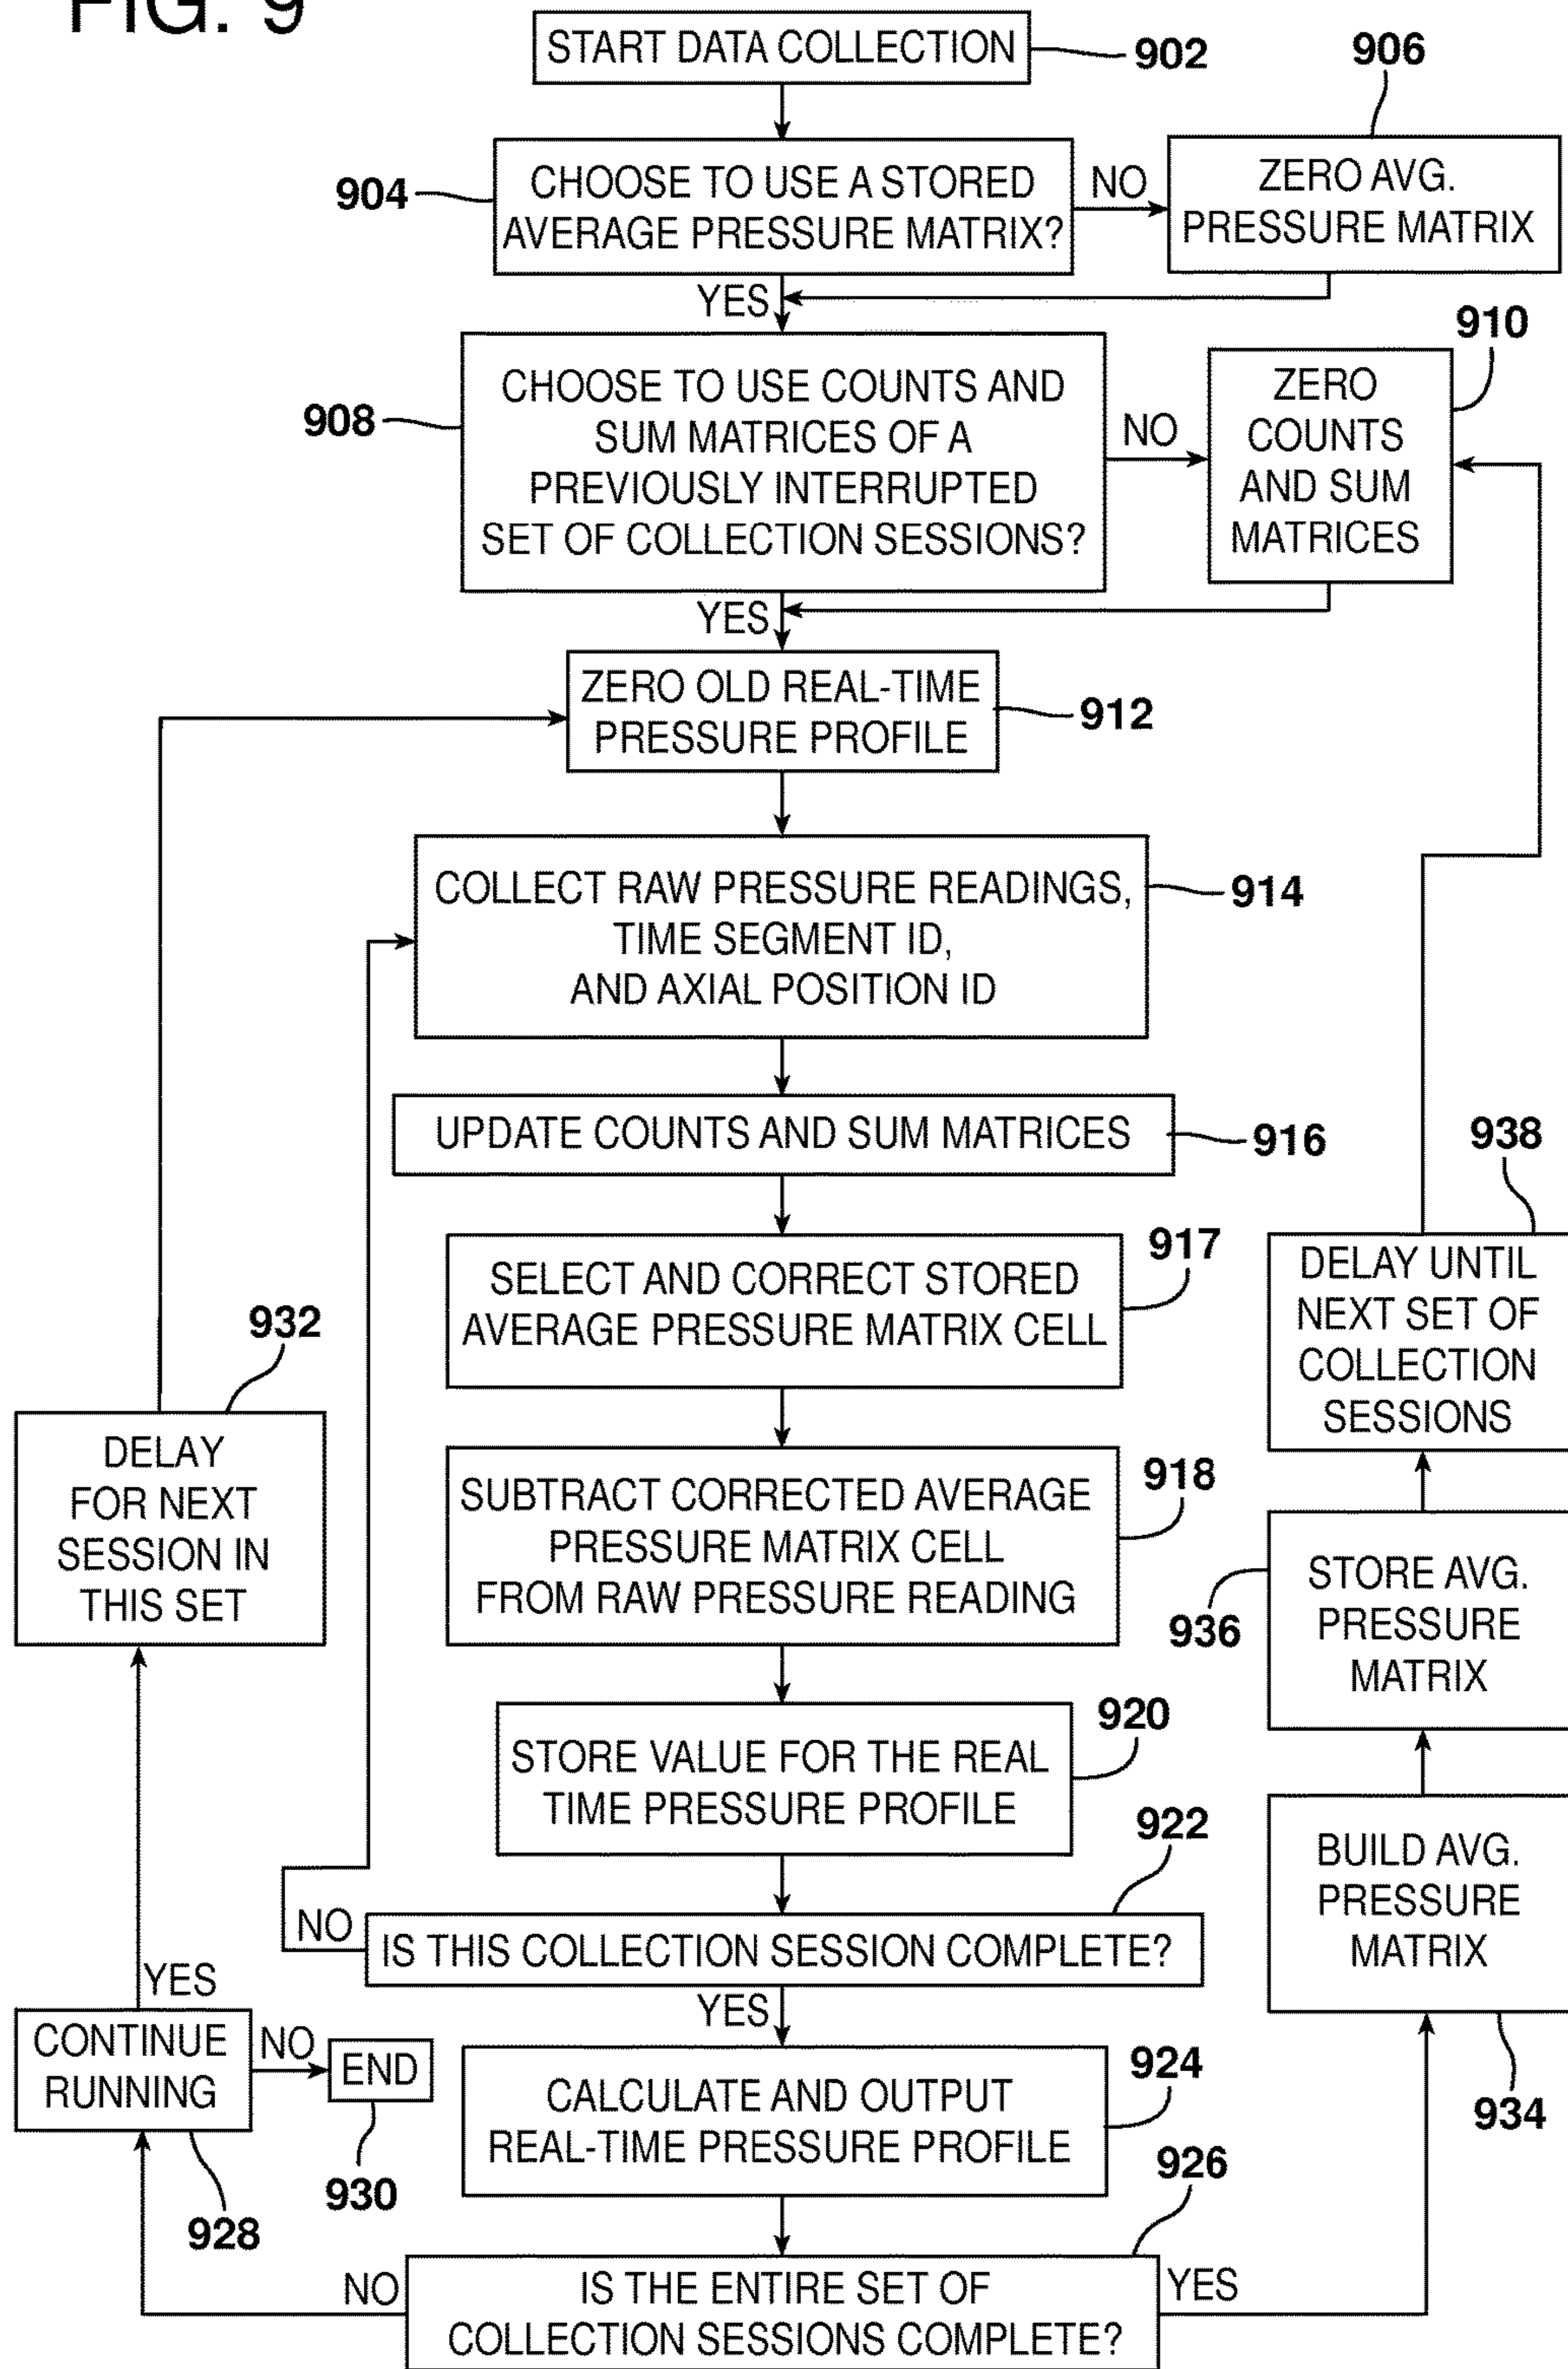 FIG. 9
START DATA COLLECTION
902
906
904
CHOOSE TO USE A STORED
AVERAGE PRESSURE MATRIX?
NO
ZERO AVG.
PRESSURE MATRIX
YES
910
908
CHOOSE TO USE COUNTS AND
SUM MATRICES OF A
PREVIOUSLY INTERRUPTED
SET OF COLLECTION SESSIONS?
NO
ZERO
COUNTS
AND SUM
MATRICES
YES
ZERO OLD REAL-TIME
PRESSURE PROFILE
912
COLLECT RAW PRESSURE READINGS,
TIME SEGMENT ID,
AND AXIAL POSITION ID
914
UPDATE COUNTS AND SUM MATRICES
916
938
917
SELECT AND CORRECT STORED
AVERAGE PRESSURE MATRIX CELL
DELAY UNTIL
NEXT SET OF
COLLECTION
SESSIONS
932
DELAY
FOR NEXT
SESSION IN
THIS SET
918
SUBTRACT CORRECTED AVERAGE
PRESSURE MATRIX CELL
FROM RAW PRESSURE READING
936
STORE AVG.
PRESSURE
MATRIX
920
STORE VALUE FOR THE REAL
TIME PRESSURE PROFILE
922
BUILD AVG.
PRESSURE
MATRIX
NO
IS THIS COLLECTION SESSION COMPLETE?
YES
YES
CONTINUE
RUNNING
NO
END
924
CALCULATE AND OUTPUT
REAL-TIME PRESSURE PROFILE
934
930
926
928
NO
IS THE ENTIRE SET OF
COLLECTION SESSIONS COMPLETE?
YES